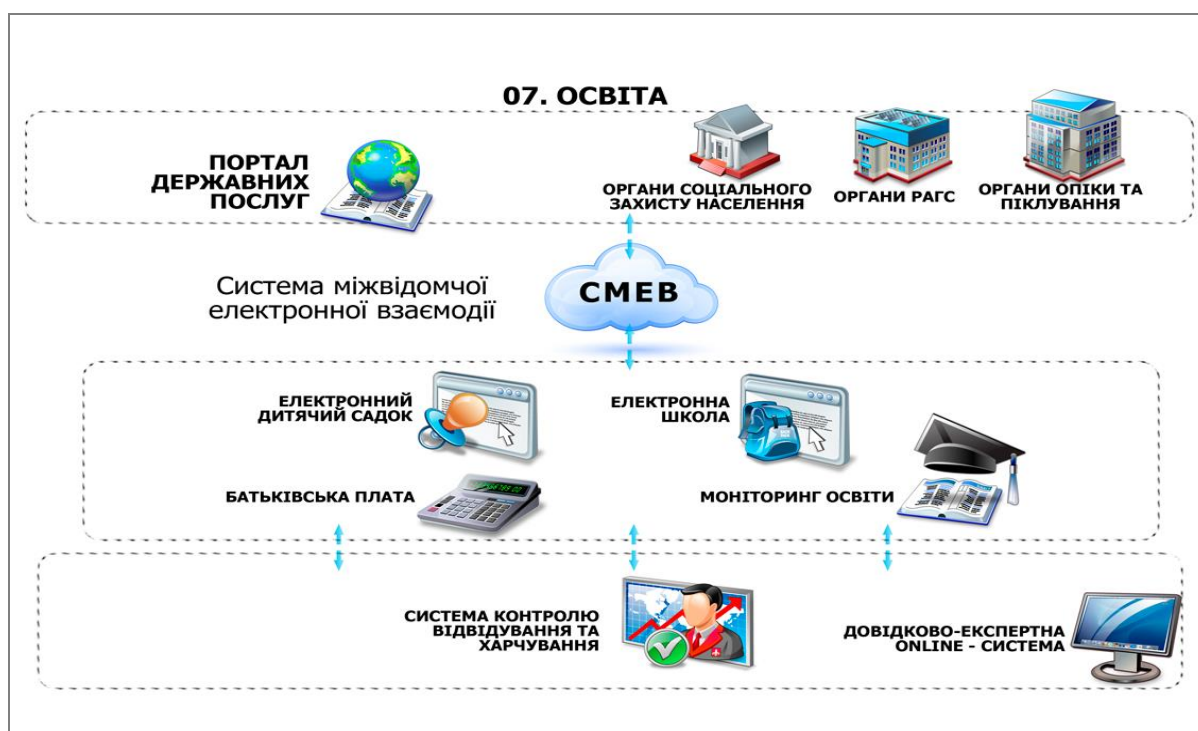 07. ОСВІТА
ПОРТАЛ
ДЕРЖАВНИХ
ПОСЛУГ
ОРГАНИ СОЦІАЛЬНОГО
ЗАХИСТУ НАСЕЛЕННЯ
ОРГАНИ РАГС
ОРГАНИ ОПІКИ ТА
ПІКЛУВАННЯ
Система міжвідомчої
електронної взаємодії
СМЕВ
ЕЛЕКТРОННИЙ
ДИТЯЧИЙ САДОК
ЕЛЕКТРОННА
ШКОЛА
БАТЬКІВСЬКА ПЛАТА
МОНІТОРИНГ ОСВІТИ
СИСТЕМА КОНТРОЛЮ
ВІДВІДУВАННЯ ТА
ХАРЧУВАННЯ
ДОВІДКОВО-ЕКСПЕРТНА
ONLINE - СИСТЕМА